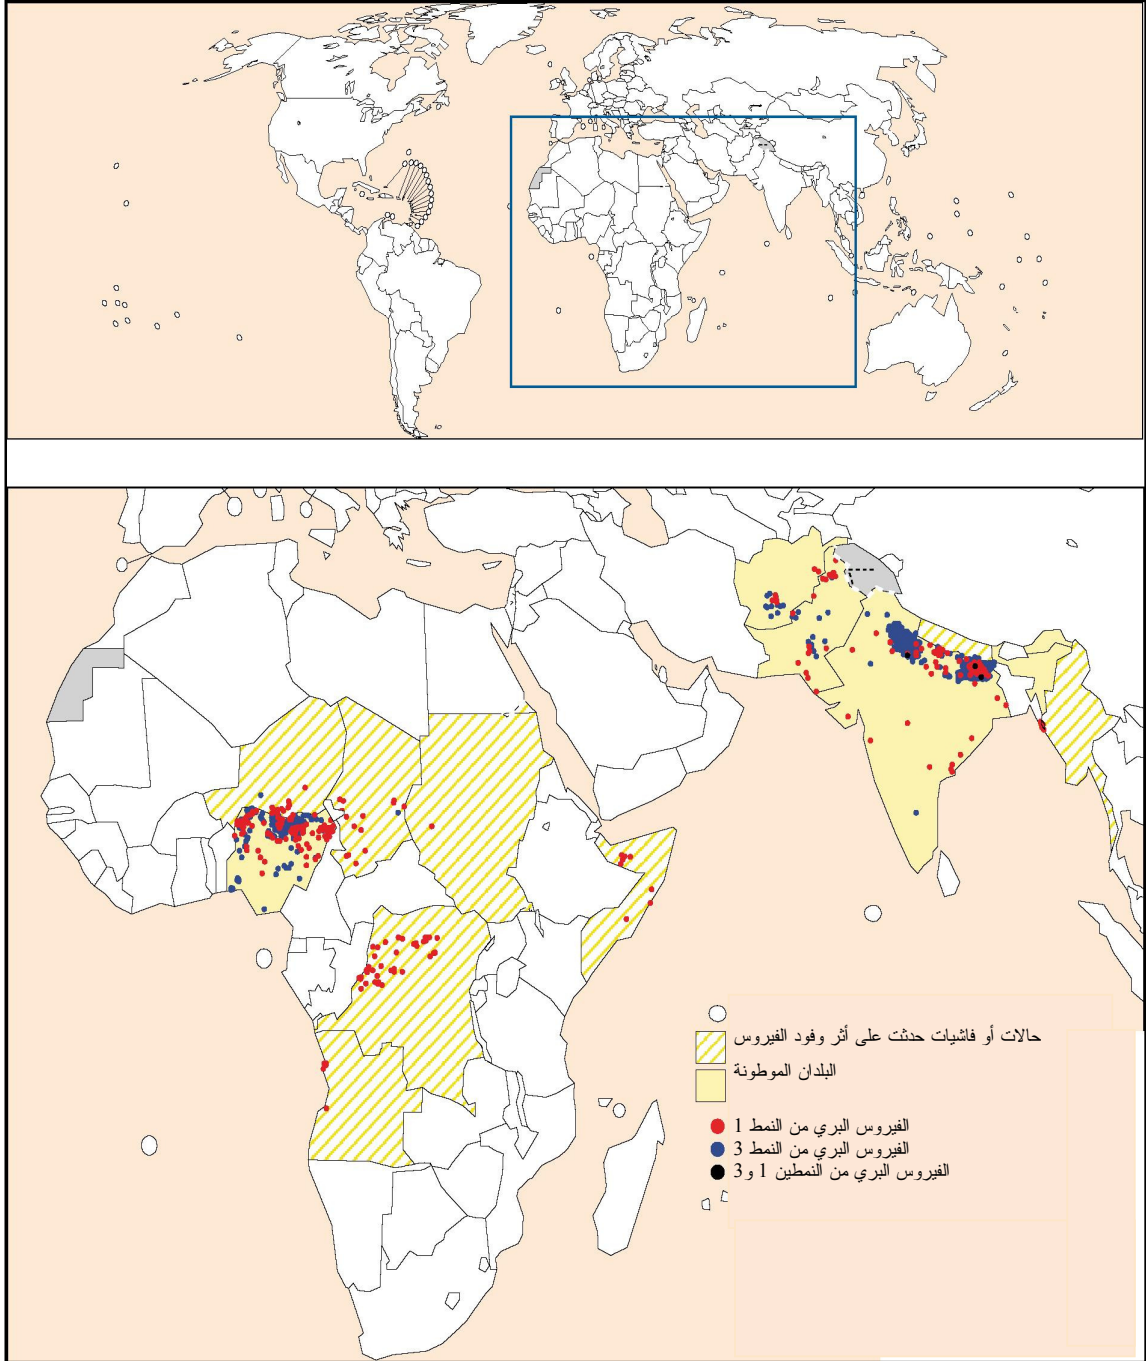 حالات أو فاشيات حدثت على أثر وفود الفيروس
البلدان الموطونة
الفيروس البري من النمط 1
الفيروس البري من النمط 3
الفيروس البري من النمطين 1 و3